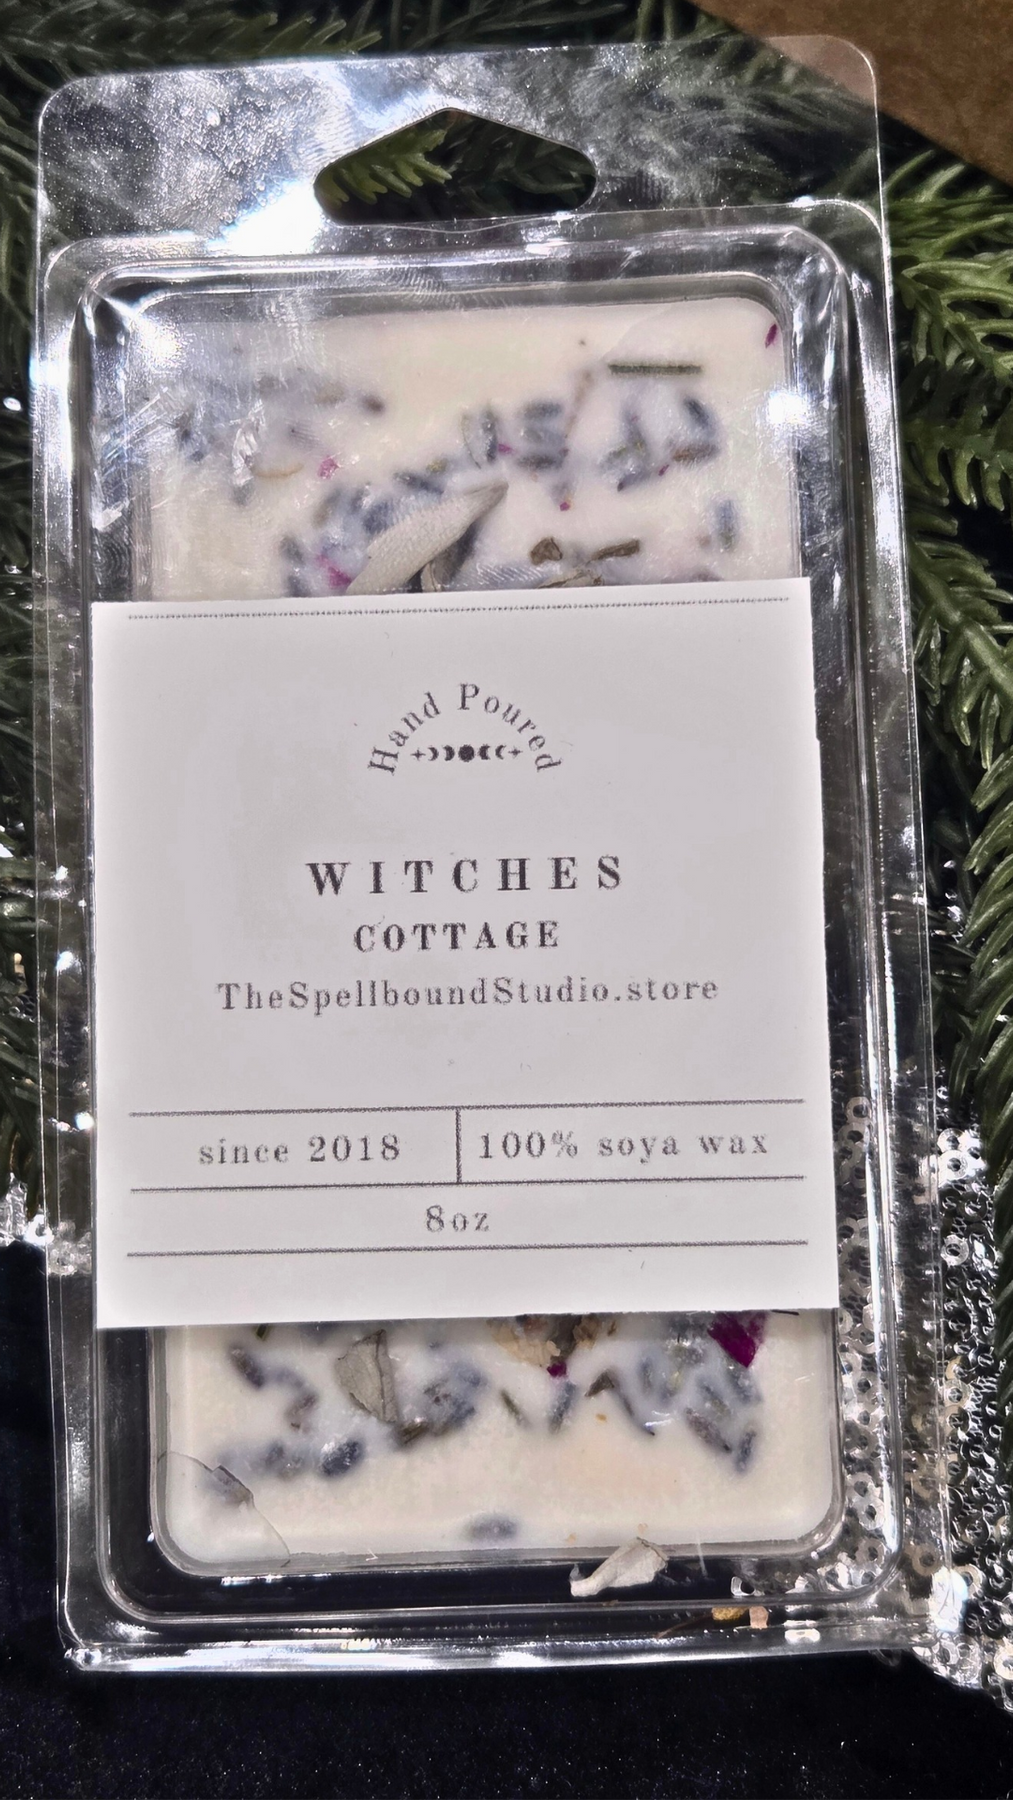 Hand Poured
WITCHES
COTTAGE
TheSpellboundStudio.store
since 2018
100% soya wax
8oz